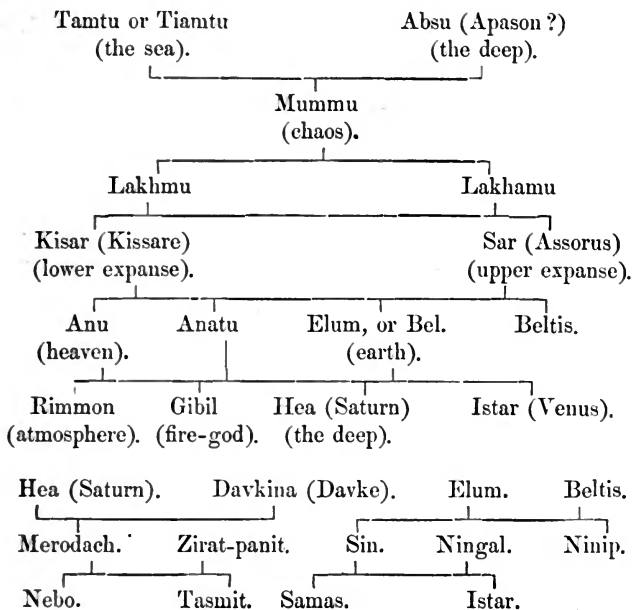 Tamtu or Tiamtu Absu (Apason?)
(the sea). (the deep).
Mummu
(chaos).
Lakhmu Lakhamu
Kisar (Kissare) Sar (Assorus)
(lower expanse). (upper expanse).
Anu Anatu Elum, or Bel. Beltis.
(heaven). (earth).
Rimmon Gibil Hea (Saturn) Istar (Venus).
(atmosphere). (fire-god). (the deep).
Hea (Saturn). Davkina (Davke). Elum. Beltis.
Merodach. Zirat-panit. Sin. Ningal. Ninip.
Nebo. Tasmit. Samas. Istar.